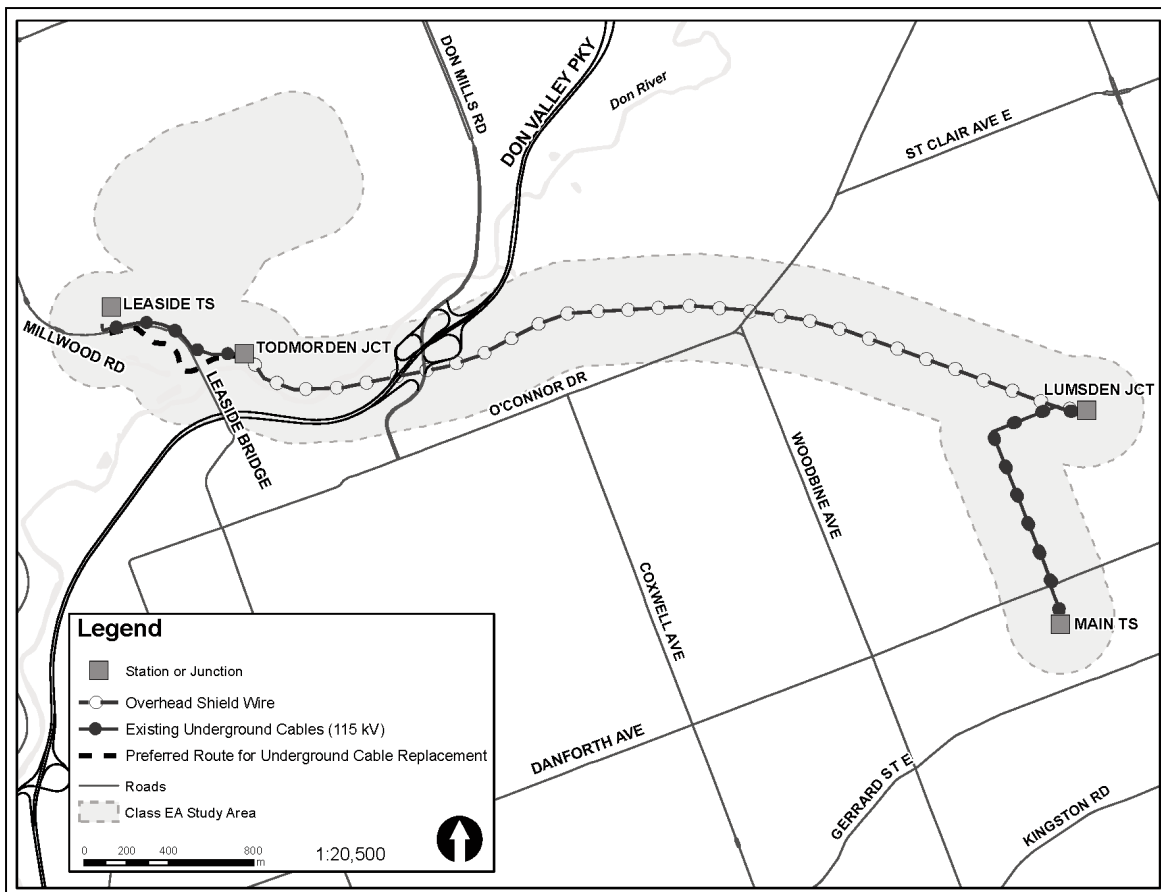 DON MILLS RD
DON VALLEY PKY
Don River
ST CLAIR AVE E
LEASIDE TS
MILLWOOD RD
TODMORDEN JCT
LEASIDE BRIDGE
O'CONNOR DR
LUMSDEN JCT
WOODBINE AVE
COXWELL AVE
MAIN TS
DANFORTH AVE
GERRARD ST E
KINGSTON RD
Legend
Station or Junction
Overhead Shield Wire
Existing Underground Cables (115 kV)
Preferred Route for Underground Cable Replacement
Roads
Class EA Study Area
0 200 400 800
m
1:20,500